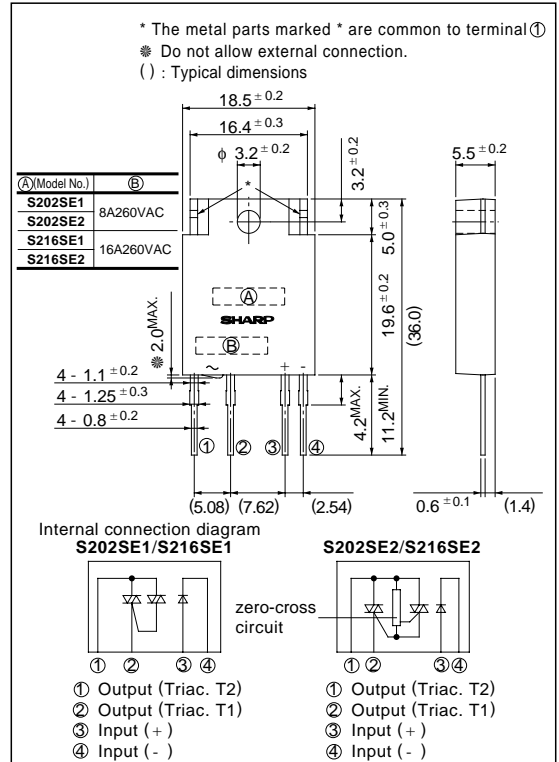 * The metal parts marked * are common to terminal ①
❋ Do not allow external connection.
( ) : Typical dimensions
18.5 ± 0.2
16.4 ± 0.3
ϕ 3.2 ± 0.2
3.2 ± 0.2
5.5 ± 0.2
Ⓐ(Model No.) Ⓑ
S202SE1
S202SE2
8A260VAC
S216SE1
S216SE2
16A260VAC
*
5.0 ± 0.3
19.6 ± 0.2
(36.0)
Ⓐ
SHARP
Ⓑ
❋ 2.0MAX.
~ + -
4 - 1.1 ± 0.2
4 - 1.25 ± 0.3
4 - 0.8 ± 0.2
4.2MAX.
11.2MIN.
① ② ③ ④
(5.08) (7.62) (2.54)
0.6 ± 0.1 (1.4)
Internal connection diagram
S202SE1/S216SE1 S202SE2/S216SE2
zero-cross
circuit
① ② ③ ④ ① ② ③ ④
① Output (Triac. T2) ① Output (Triac. T2)
② Output (Triac. T1) ② Output (Triac. T1)
③ Input ( + ) ③ Input ( + )
④ Input ( - ) ④ Input ( - )